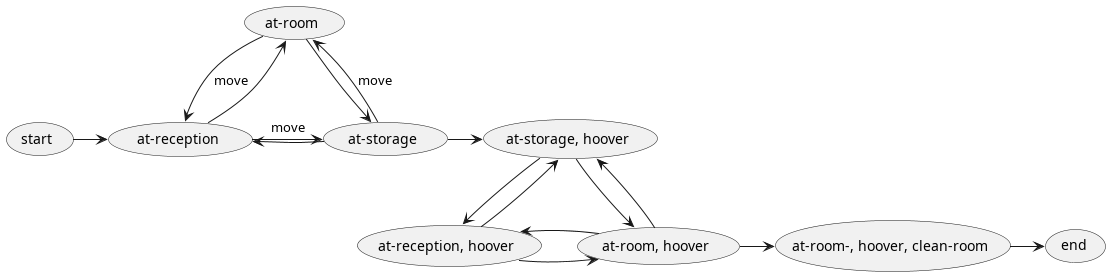 at-room
move
move
start
at-reception
move
at-storage
at-storage, hoover
at-reception, hoover
at-room, hoover
at-room-, hoover, clean-room
end